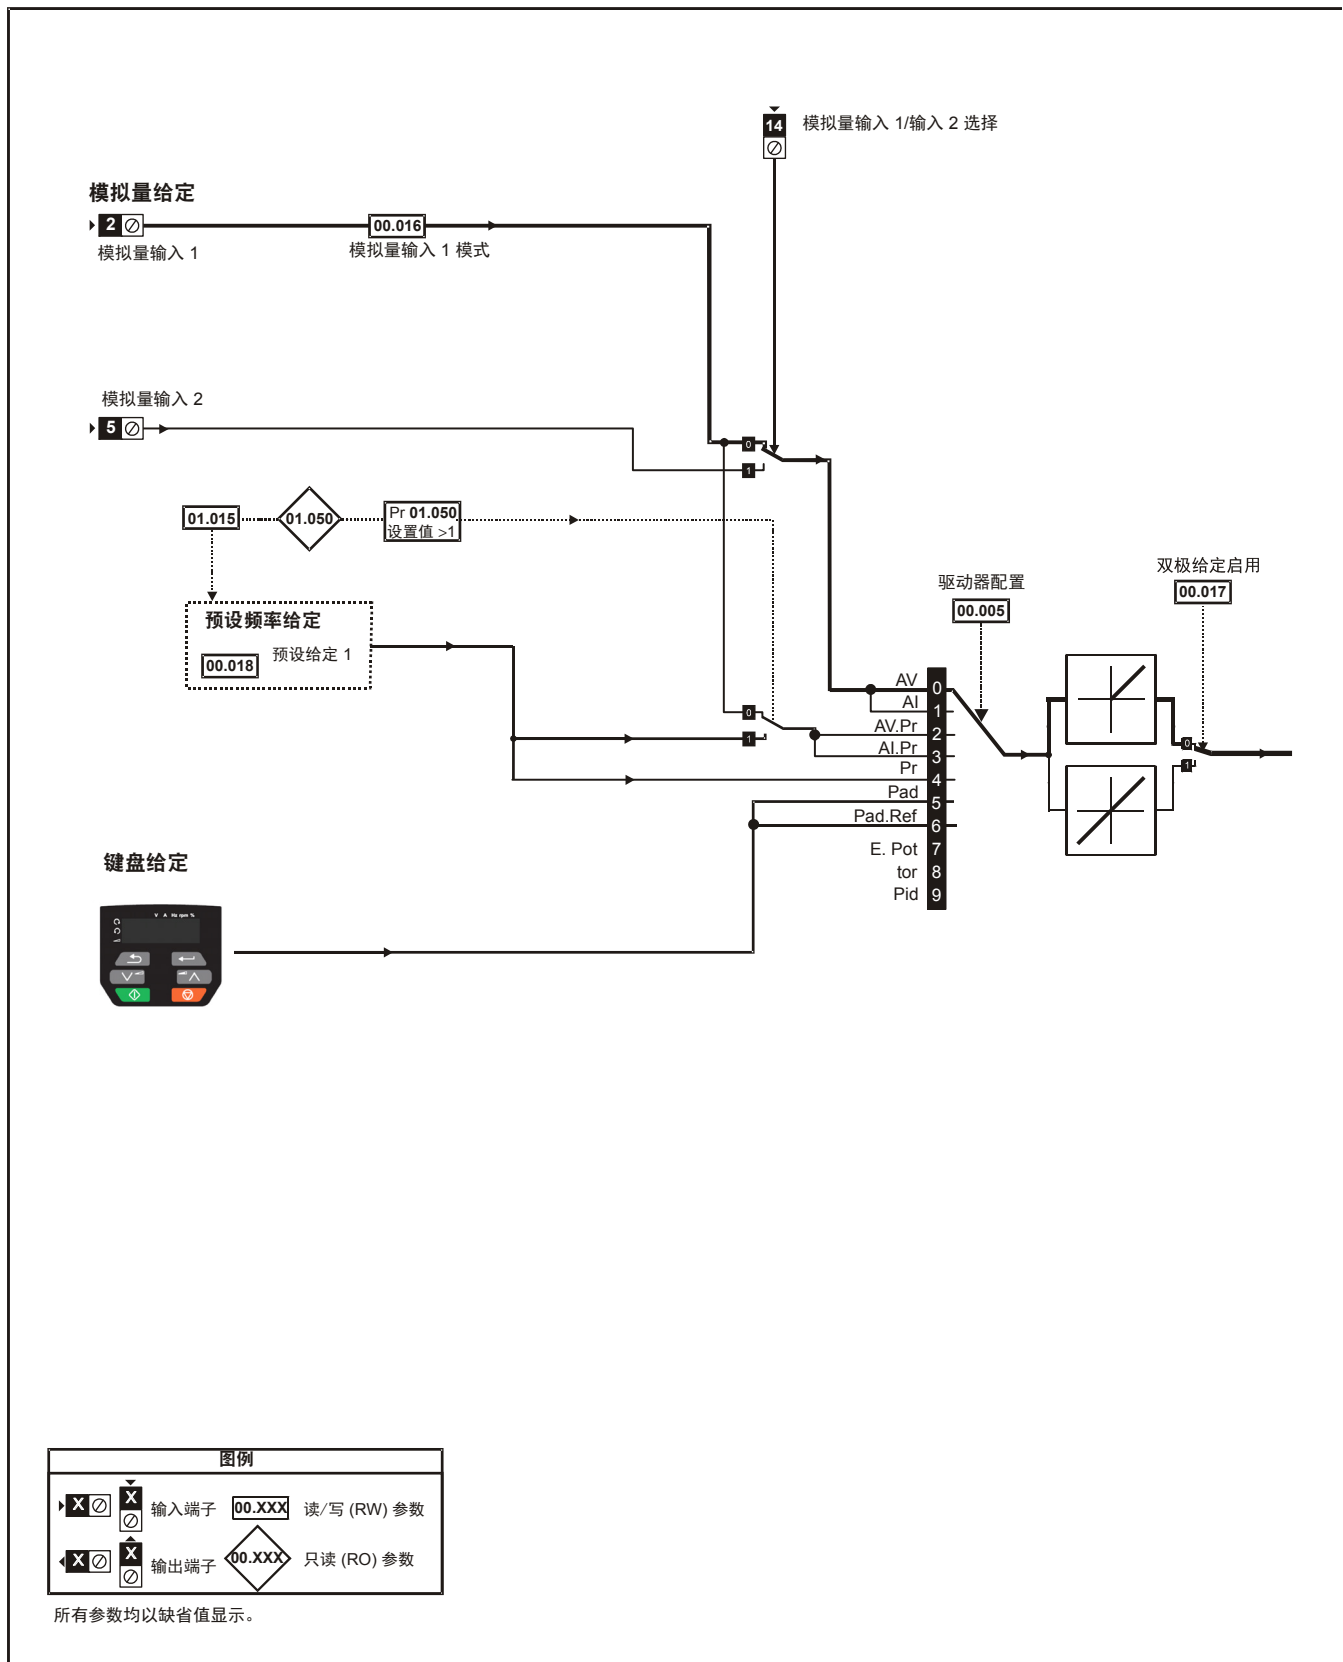 14
模拟量输入 1/输入 2 选择
模拟量给定
2
00.016
模拟量输入 1
模拟量输入 1 模式
模拟量输入 2
5
0
1
01.015
01.050
Pr 01.050
设置值 >1
预设频率给定
00.018
预设给定 1
驱动器配置
00.005
双极给定启用
00.017
AV 0
AI 1
AV.Pr 2
AI.Pr 3
Pr 4
Pad 5
Pad.Ref 6
E. Pot 7
tor 8
Pid 9
0
1
0
1
键盘给定
V A Hz rpm %
图例
X
X
输入端子
00.XXX
读/写 (RW) 参数
X
X
输出端子
00.XXX
只读 (RO) 参数
所有参数均以缺省值显示。